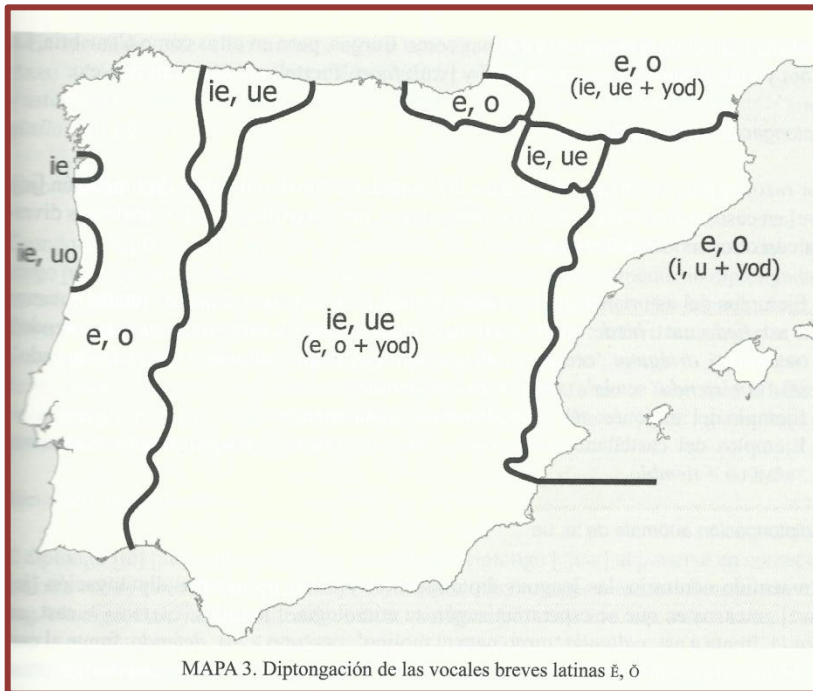 ie, ue
e, o
e, o
(ie, ue + yod)
ie, ue
ie
ie, uo
e, o
ie, ue
(e, o + yod)
e, o
(i, u + yod)
MAPA 3. Diptongación de las vocales breves latinas Ĕ, Ŏ